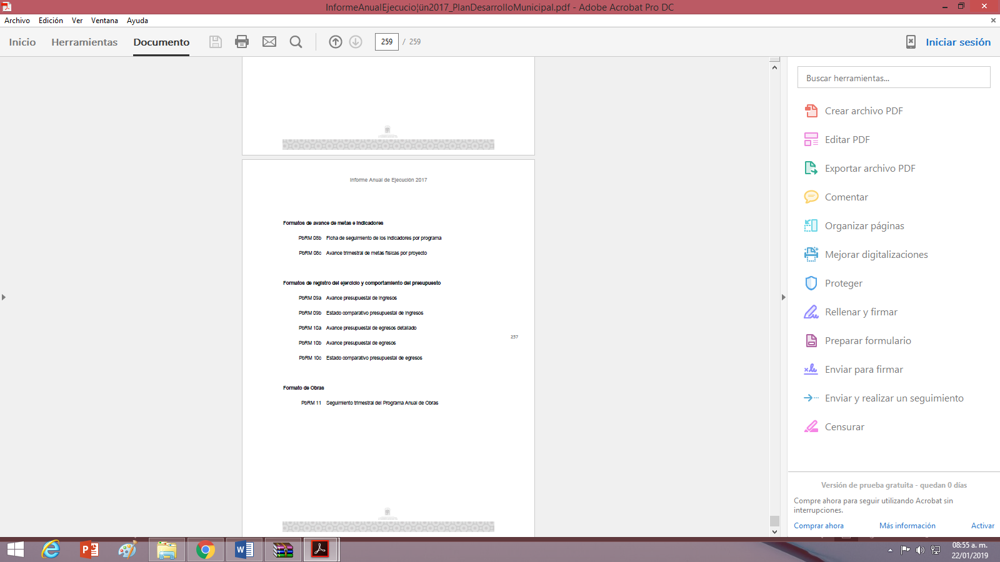 InformeAnualEjecucio¦ün2017_PlanDesarrolloMunicipal.pdf - Adobe Acrobat Pro DC
Archivo Edición Ver Ventana Ayuda
Inicio Herramientas Documento 259 / 259 Iniciar sesión
Informe Anual de Ejecución 2017
Formatos de avance de metas e indicadores
PbRM 08b Ficha de seguimiento de los indicadores por programa
PbRM 08c Avance trimestral de metas físicas por proyecto
Formatos de registro del ejercicio y comportamiento del presupuesto
PbRM 09a Avance presupuestal de ingresos
PbRM 09b Estado comparativo presupuestal de ingresos
PbRM 10a Avance presupuestal de egresos detallado
257
PbRM 10b Avance presupuestal de egresos
PbRM 10c Estado comparativo presupuestal de egresos
Formato de Obras
PbRM 11 Seguimiento trimestral del Programa Anual de Obras
Buscar herramientas...
Crear archivo PDF
Editar PDF
Exportar archivo PDF
Comentar
Organizar páginas
Mejorar digitalizaciones
Proteger
Rellenar y firmar
Preparar formulario
Enviar para firmar
Enviar y realizar un seguimiento
Censurar
Versión de prueba gratuita - quedan 0 días
Compre ahora para seguir utilizando Acrobat sin
interrupciones.
Comprar ahora Más información Activar
08:55 a. m.
22/01/2019